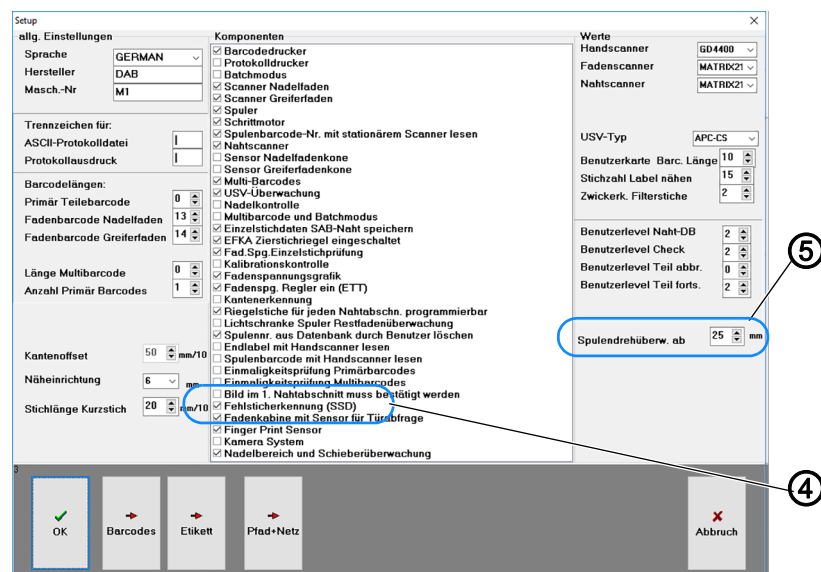 Setup
allg. Einstellungen
Sprache GERMAN
Hersteller DAB
Masch.-Nr M1
Trennzeichen für:
ASCII-Protokolldatei |
Protokollausdruck |
Barcodelängen:
Primär Teilebarcode 0
Fadenbarcode Nadelfaden 13
Fadenbarcode Greiferfaden 14
Länge Multibarcode 0
Anzahl Primär Barcodes 1
Kantenoffset 50 mm/10
Näheinrichtung 6 mm
Stichlänge Kurzstich 20 mm/10
Komponenten
Barcodedrucker
Protokolldrucker
Batchmodus
Scanner Nadelfaden
Scanner Greiferfaden
Spuler
Schrittmotor
Spulenbarcode-Nr. mit stationärem Scanner lesen
Nahtscanner
Sensor Nadelfadenkone
Sensor Greiferfadenkone
Multi-Barcodes
USV-Überwachung
Nadelkontrolle
Multibarcode und Batchmodus
Einzelstichdaten SAB-Naht speichern
EFKA Zierstichriegel eingeschaltet
Fad.Spg.Einzelstichprüfung
Kalibrationskontrolle
Fadenspannungsgrafik
Fadenspg. Regler ein (ETT)
Kantenerkennung
Riegelstiche für jeden Nahtabschn. programmierbar
Lichtschranke Spuler Restfadenüberwachung
Spulennr. aus Datenbank durch Benutzer löschen
Endlabel mit Handscanner lesen
Spulenbarcode mit Handscanner lesen
Einmaligkeitsprüfung Primärbarcodes
Einmaligkeitsprüfung Multibarcodes
Bild im 1. Nahtabschnitt muss bestätigt werden
Fehlsticherkennung (SSD)
Fadenkabine mit Sensor für Türabfrage
Finger Print Sensor
Kamera System
Nadelbereich und Schieberüberwachung
Werte
Handscanner GD4400
Fadenscanner MATRIX21
Nahtscanner MATRIX21
USV-Typ APC-CS
Benutzerkarte Barc. Länge 10
Stichzahl Label nähen 15
Zwickerk. Filterstiche 2
Benutzerlevel Naht-DB 2
Benutzerlevel Check 2
Benutzerlevel Teil abbr. 0
Benutzerlevel Teil forts. 2
Spulendrehüberw. ab 25 mm
5
4
3
OK
Barcodes
Etikett
Pfad+Netz
Abbruch